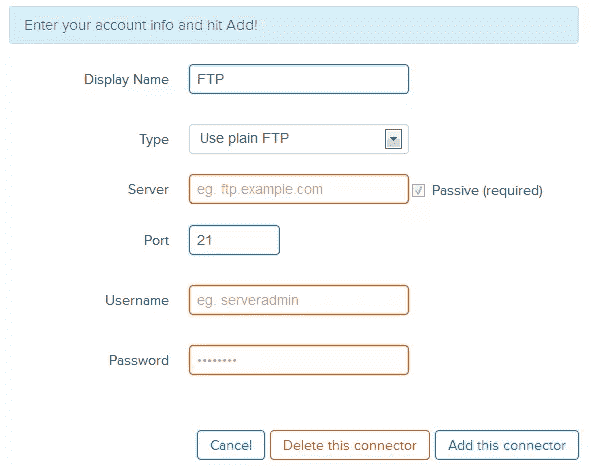 Enter your account info and hit Add!
Display Name FTP
Type Use plain FTP
Server eg. ftp.example.com Passive (required)
Port 21
Username eg. serveradmin
Password ••••••••
Cancel Delete this connector Add this connector